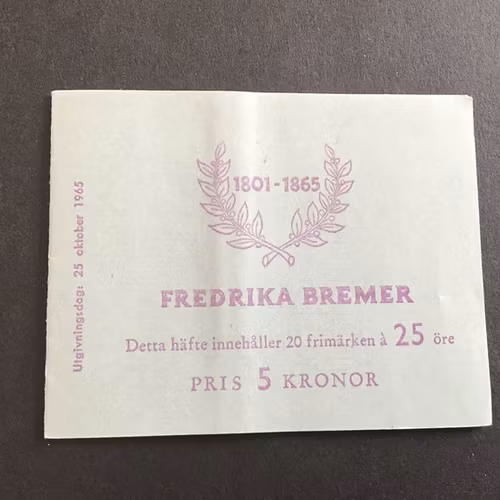 Utgivningsdag: 25 oktober 1965
1801-1865
FREDRIKA BREMER
Detta häfte innehåller 20 frimärken à 25 öre
PRIS 5 KRONOR